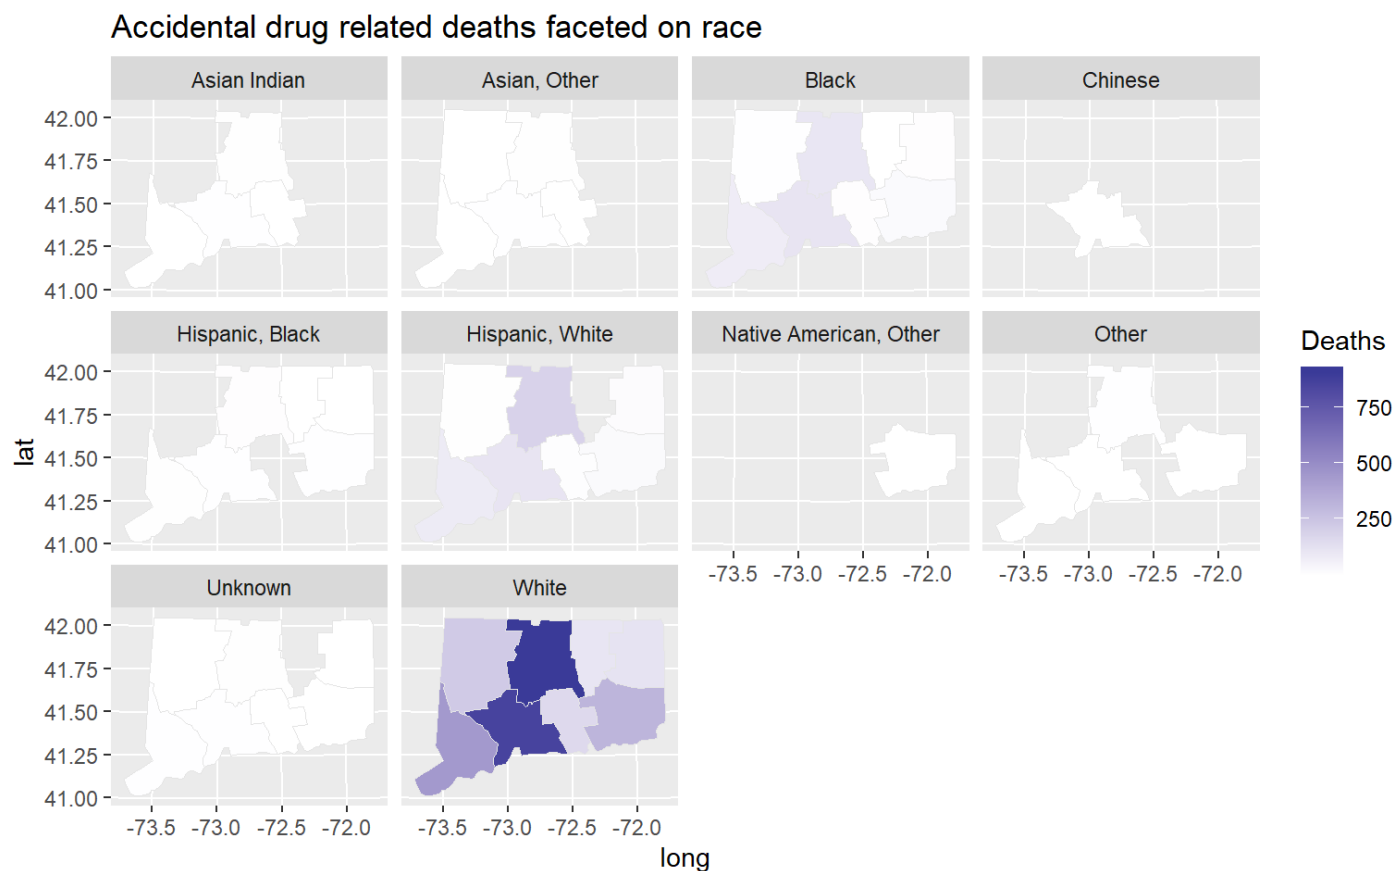 Accidental drug related deaths faceted on race
Asian Indian
Asian, Other
Black
Chinese
42.00
41.75
41.50
41.25
41.00
Hispanic, Black
Hispanic, White
Native American, Other
Other
42.00
41.75
41.50
41.25
41.00
-73.5 -73.0 -72.5 -72.0
-73.5 -73.0 -72.5 -72.0
Unknown
White
42.00
41.75
41.50
41.25
41.00
-73.5 -73.0 -72.5 -72.0
-73.5 -73.0 -72.5 -72.0
long
lat
Deaths
750
500
250